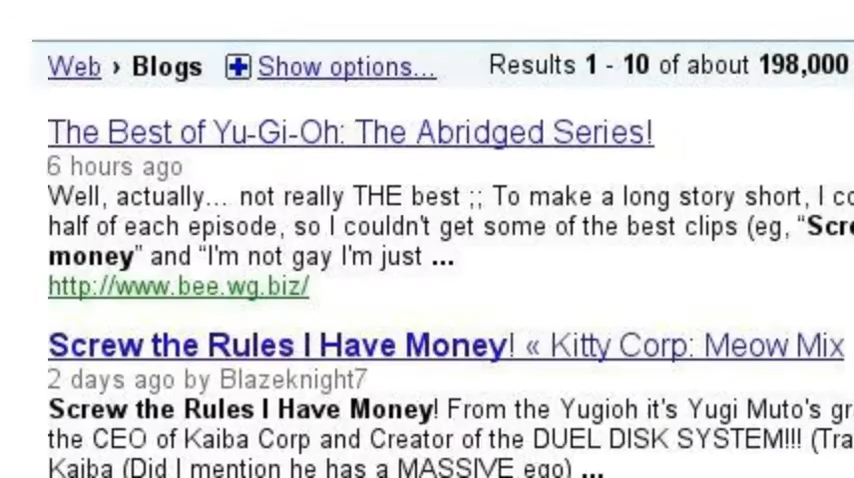 Web › Blogs Show options... Results 1 - 10 of about 198,000
The Best of Yu-Gi-Oh: The Abridged Series!
6 hours ago
Well, actually... not really THE best ;; To make a long story short, I
half of each episode, so I couldn't get some of the best clips (eg, "
money" and "I'm not gay I'm just ...
http://www.bee.wg.biz/
Screw the Rules I Have Money! « Kitty Corp: Meow Mix
2 days ago by Blazeknight7
Screw the Rules I Have Money! From the Yugioh it's Yugi Muto's
the CEO of Kaiba Corp and Creator of the DUEL DISK SYSTEM!!! (
Kaiba (Did I mention he has a MASSIVE ego) ...